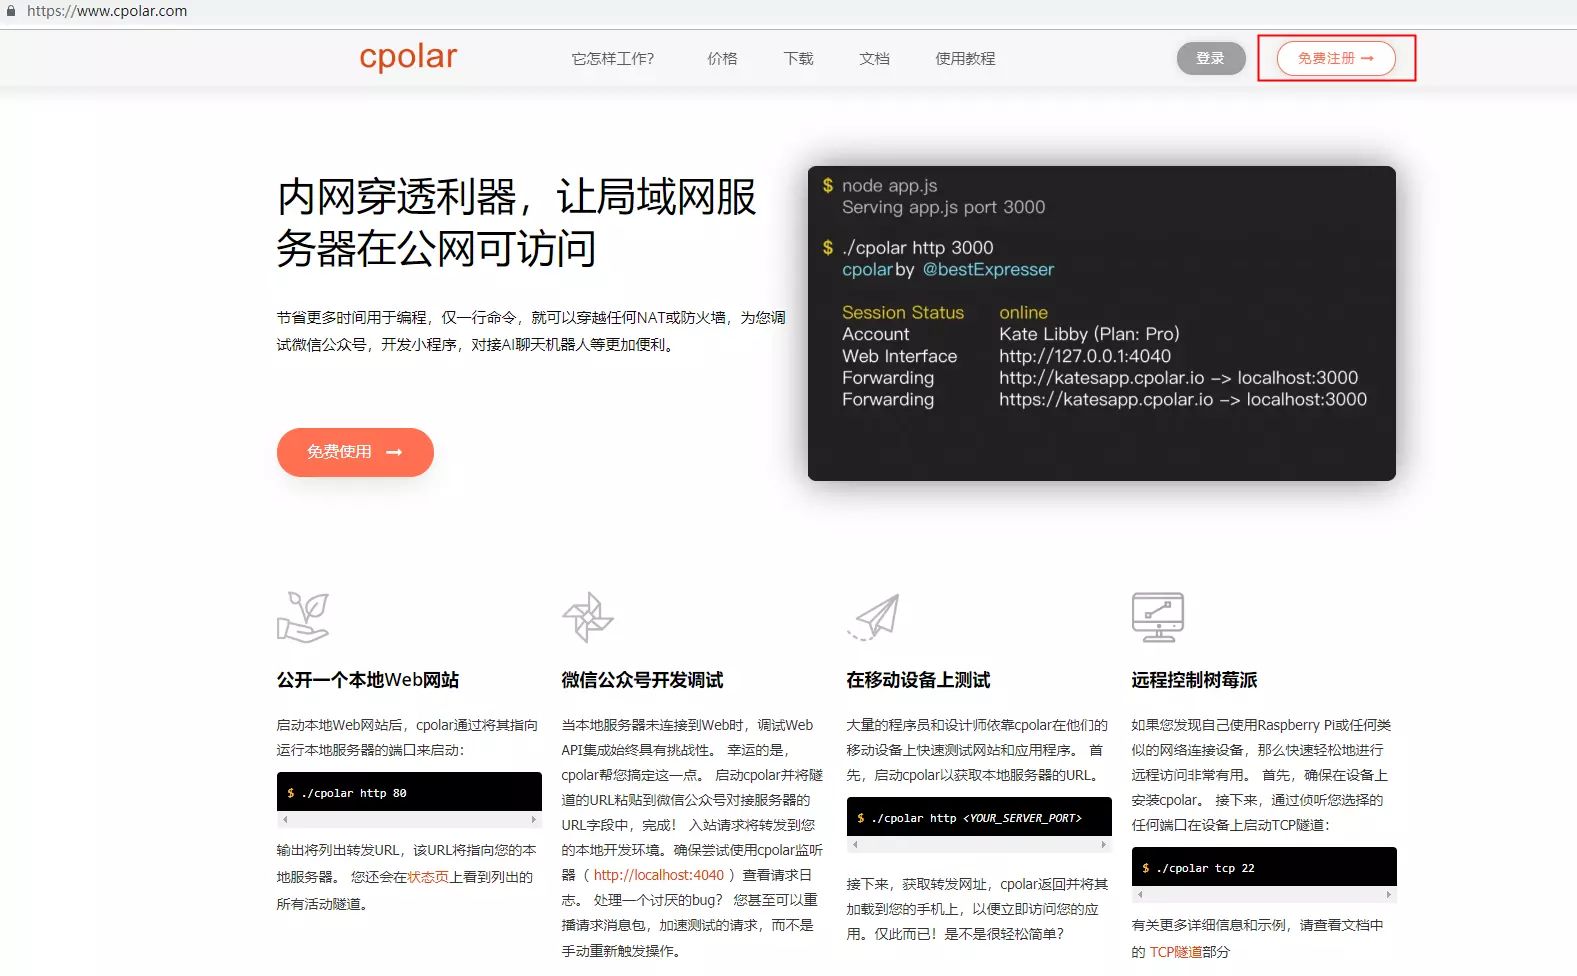 https://www.cpolar.com
cpolar
它怎样工作?
价格
下载
文档
使用教程
登录
免费注册 →
内网穿透利器，让局域网服
务器在公网可访问
节省更多时间用于编程，仅一行命令，就可以穿越任何NAT或防火墙，为您调
试微信公众号，开发小程序，对接AI聊天机器人等更加便利。
免费使用 →
$ node app.js
Serving app.js port 3000
$ ./cpolar http 3000
cpolar by @bestExpresser
Session Status online
Account Kate Libby (Plan: Pro)
Web Interface http://127.0.0.1:4040
Forwarding http://katesapp.cpolar.io -> localhost:3000
Forwarding https://katesapp.cpolar.io -> localhost:3000
公开一个本地Web网站
启动本地Web网站后，cpolar通过将其指向
运行本地服务器的端口来启动：
$ ./cpolar http 80
输出将列出转发URL，该URL将指向您的本
地服务器。 您还会在状态页上看到列出的
所有活动隧道。
微信公众号开发调试
当本地服务器未连接到Web时，调试Web
API集成始终具有挑战性。 幸运的是，
cpolar帮您搞定这一点。 启动cpolar并将隧
道的URL粘贴到微信公众号对接服务器的
URL字段中，完成！ 入站请求将转发到您
的本地开发环境。确保尝试使用cpolar监听
器（ http://localhost:4040 ）查看请求日
志。 处理一个讨厌的bug？ 您甚至可以重
播请求消息包，加速测试的请求，而不是
手动重新触发操作。
在移动设备上测试
大量的程序员和设计师依靠cpolar在他们的
移动设备上快速测试网站和应用程序。 首
先，启动cpolar以获取本地服务器的URL。
$ ./cpolar http <YOUR_SERVER_PORT>
接下来，获取转发网址，cpolar返回并将其
加载到您的手机上，以便立即访问您的应
用。仅此而已！是不是很轻松简单？
远程控制树莓派
如果您发现自己使用Raspberry Pi或任何类
似的网络连接设备，那么快速轻松地进行
远程访问非常有用。 首先，确保在设备上
安装cpolar。 接下来，通过侦听您选择的
任何端口在设备上启动TCP隧道：
$ ./cpolar tcp 22
有关更多详细信息和示例，请查看文档中
的 TCP隧道部分